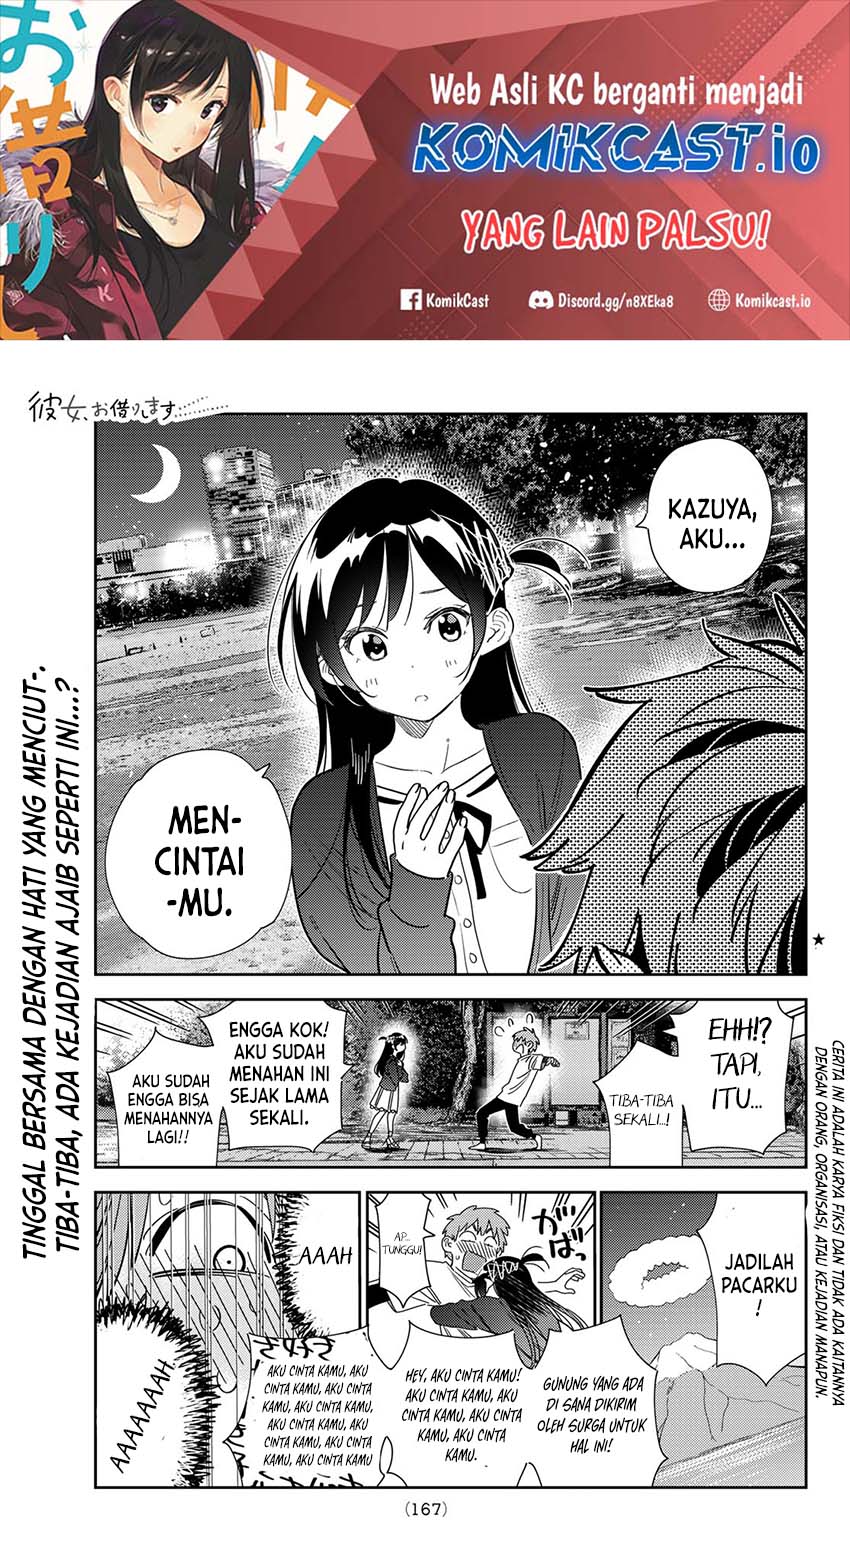 Web Asli KC berganti menjadi
KOMIKCAST.io
YANG LAIN PALSU!
KomikCast
Discord.gg/n8XEka8
Komikcast.io
彼女、お借りします
KAZUYA,
AKU...
MEN-
CINTAI
-MU.
TINGGAL BERSAMA DENGAN HATI YANG MENCIUT-.
TIBA-TIBA, ADA KEJADIAN AJAIB SEPERTI INI...?
EHH!?
TAPI,
ITU...
TIBA-TIBA
SEKALI...!
ENGGA KOK!
AKU SUDAH
MENAHAN INI
SEJAK LAMA
SEKALI.
AKU SUDAH
ENGGA BISA
MENAHANNYA
LAGI!!
CERITA INI ADALAH KARYA FIKSI DAN TIDAK ADA KAITANNYA
DENGAN ORANG, ORGANISASI, ATAU KEJADIAN MANAPUN.
JADILAH
PACARKU
!
GUNUNG YANG ADA
DI SANA DIKIRIM
OLEH SURGA UNTUK
HAL INI!
がばっ
AP...
TUNGGU!
HEY, AKU CINTA KAMU!
AKU CINTA KAMU, AKU
CINTA KAMU, AKU CINTA
KAMU, AKU CINTA
KAMU.
AAAH
AKU CINTA KAMU, AKU
CINTA KAMU, AKU CINTA
KAMU, AKU CINTA KAMU,
AKU CINTA KAMU, AKU
CINTA KAMU, AKU CINTA
KAMU, AKU CINTA KAMU
AAAAAAAH
(167)